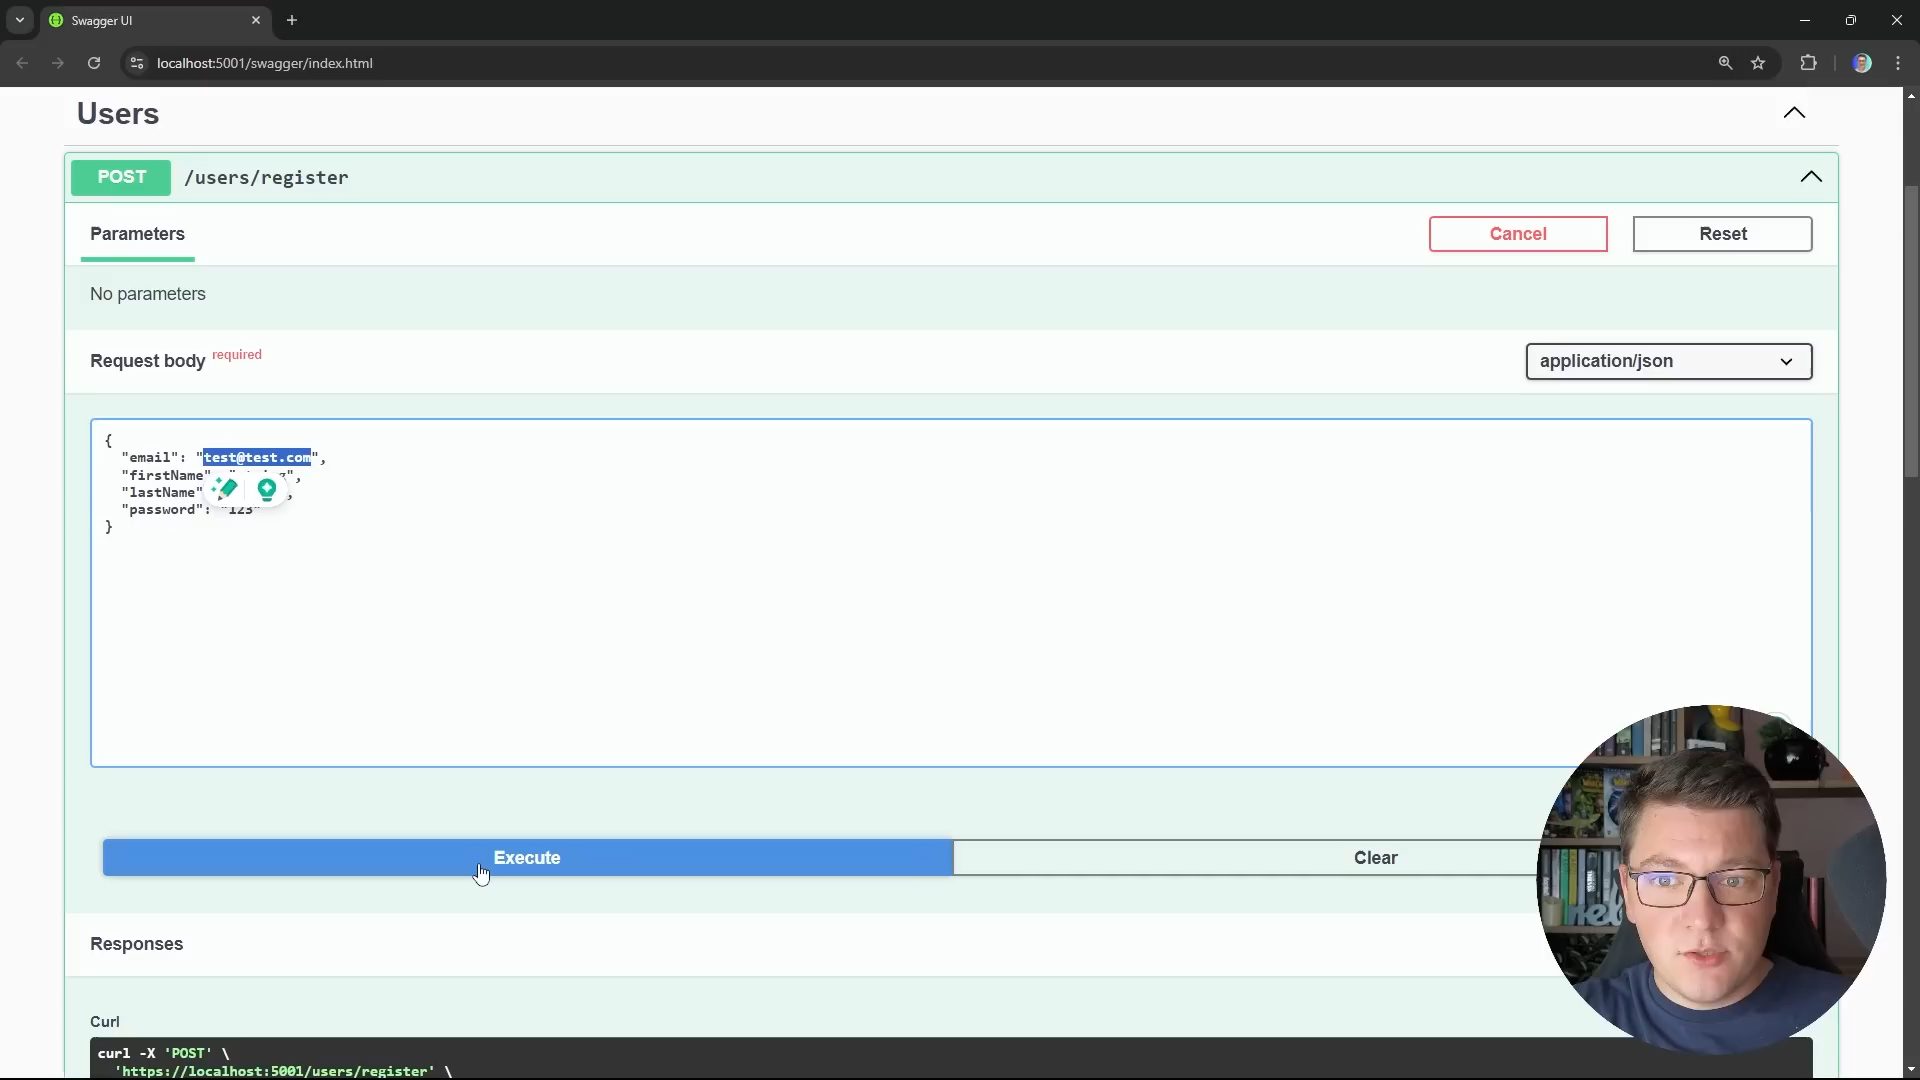 Swagger UI
localhost:5001/swagger/index.html
Users
POST /users/register
Parameters
Cancel
Reset
No parameters
Request body required
application/json
{
"email": "test@test.com",
"firstName"
"lastName"
"password": "123"
}
Execute
Clear
Responses
Curl
curl -X 'POST' \
'https://localhost:5001/users/register' \